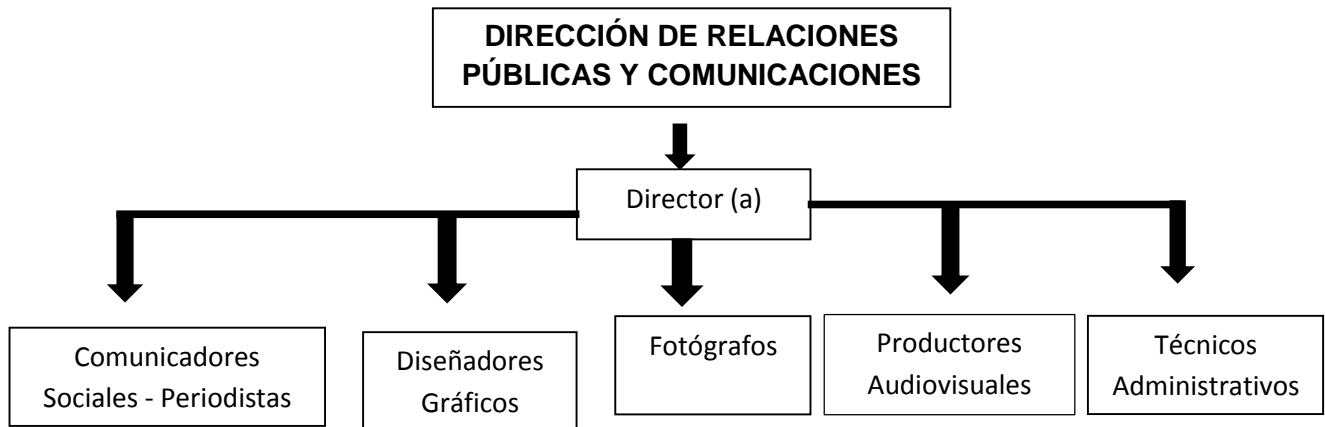 DIRECCIÓN DE RELACIONES
PÚBLICAS Y COMUNICACIONES
Director (a)
Comunicadores
Sociales - Periodistas
Diseñadores
Gráficos
Fotógrafos
Productores
Audiovisuales
Técnicos
Administrativos